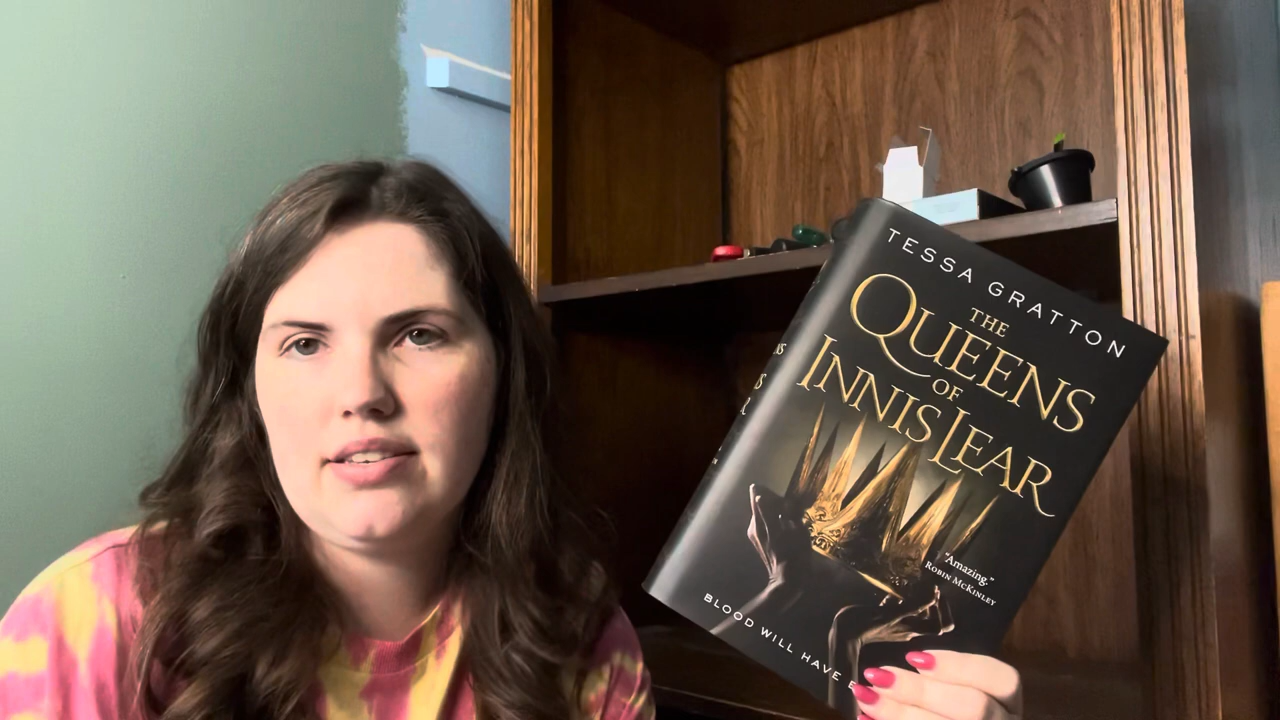 TESSA GRATTON
THE
QUEENS
OF
INNIS LEAR
"Amazing."
ROBIN MCKINLEY
BLOOD WILL HAVE